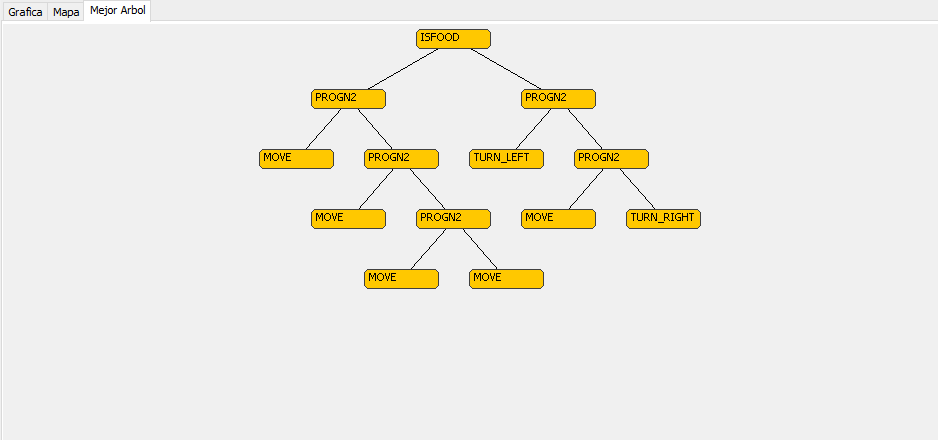 Grafica Mapa Mejor Arbol
ISFOOD
PROGN2 PROGN2
MOVE PROGN2 TURN_LEFT PROGN2
MOVE PROGN2 MOVE TURN_RIGHT
MOVE MOVE